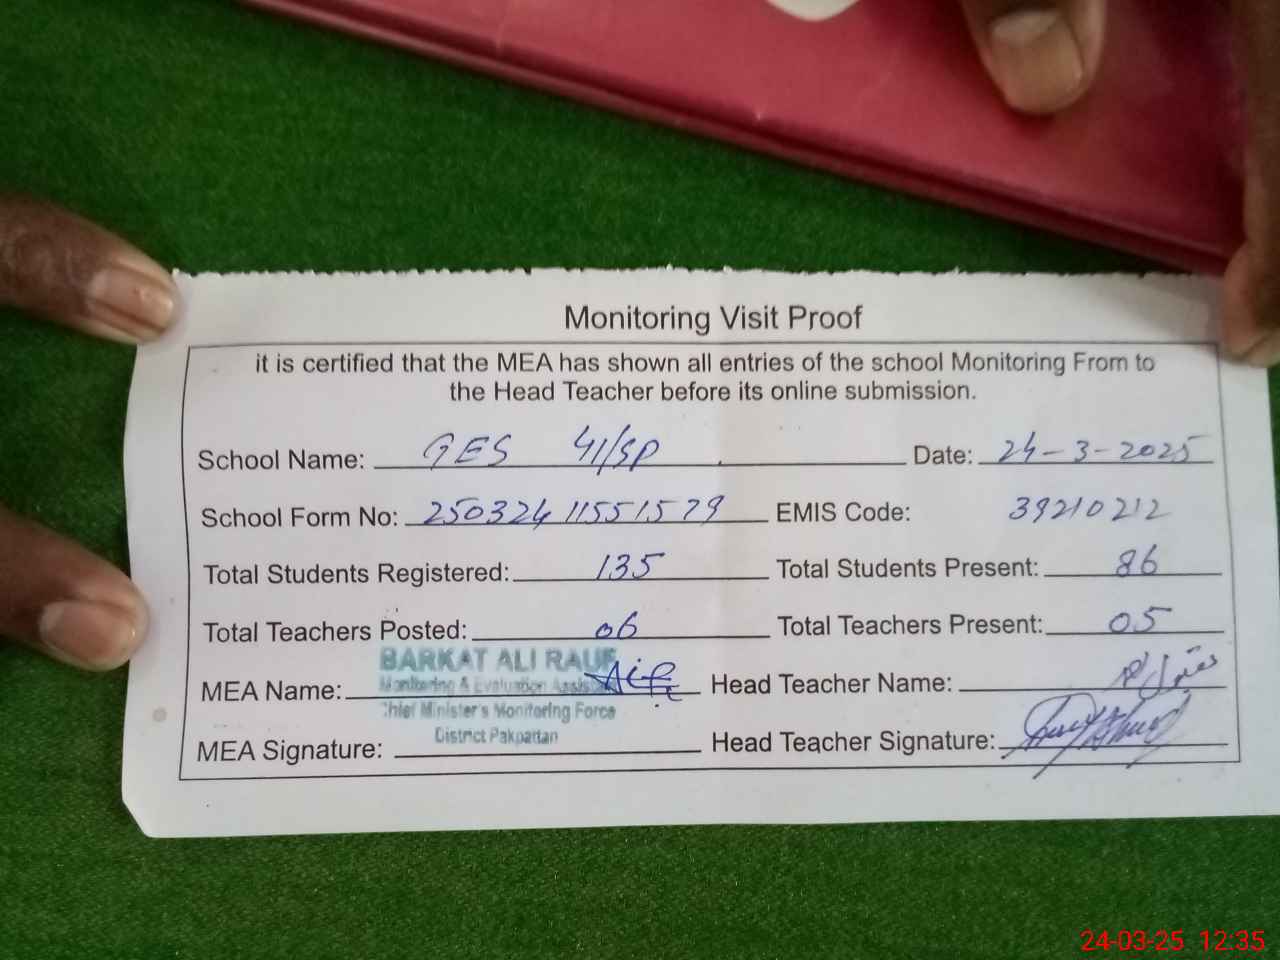 Monitoring Visit Proof
it is certified that the MEA has shown all entries of the school Monitoring From to
the Head Teacher before its online submission.
School Name: GES 41/SP Date: 24-3-2025
School Form No: 25032411551579 EMIS Code: 39210212
Total Students Registered: 135 Total Students Present: 86
Total Teachers Posted: 06 Total Teachers Present: 05
BARKAT ALI RAUF
Monitoring & Evaluation Assistant
MEA Name: Head Teacher Name:
Chief Minister's Monitoring Force
District Pakpattan
MEA Signature: Head Teacher Signature:
24-03-25 12:35